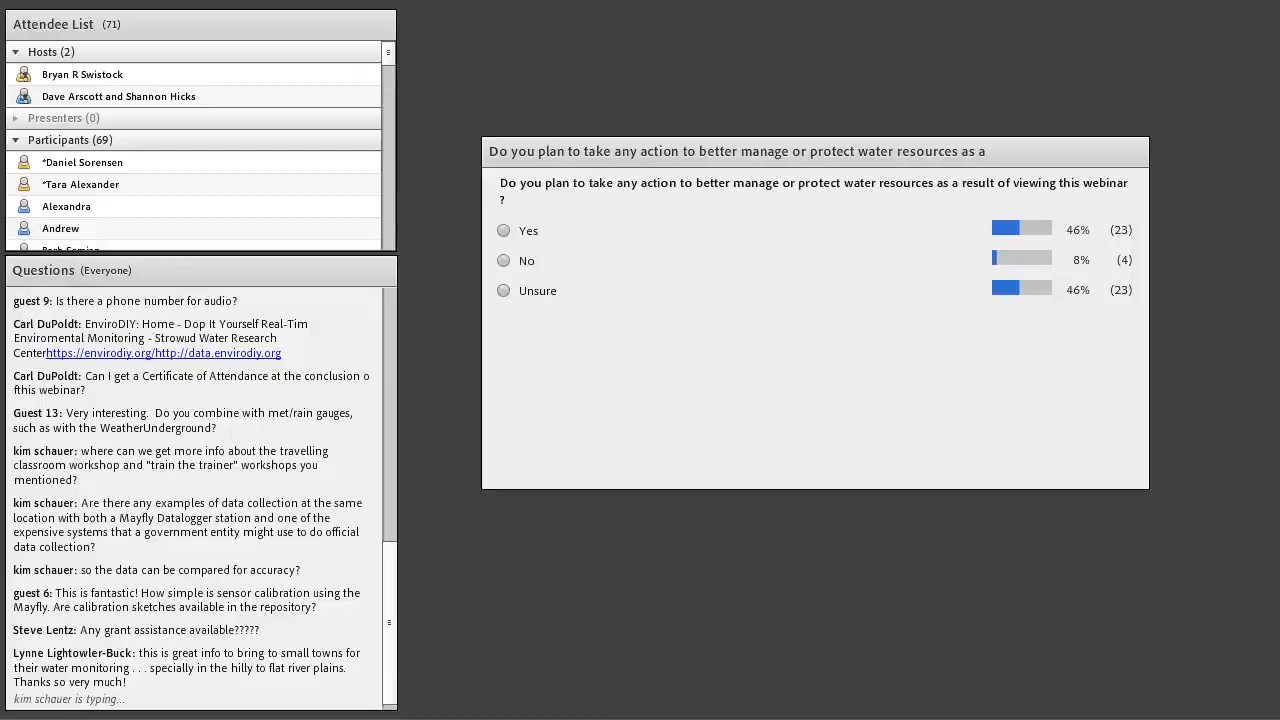 Attendee List (71)
Hosts (2)
Bryan R Swistock
Dave Arscott and Shannon Hicks
Presenters (0)
Participants (69)
*Daniel Sorensen
*Tara Alexander
Alexandra
Andrew
Questions (Everyone)
guest 9: Is there a phone number for audio?
Carl DuPoldt: EnviroDIY: Home - Dop It Yourself Real-Tim
Enviromental Monitoring - Strowud Water Research
Centerhttps://envirodiy.org/http://data.envirodiy.org
Carl DuPoldt: Can I get a Certificate of Attendance at the conclusion o
fthis webinar?
Guest 13: Very interesting. Do you combine with met/rain gauges,
such as with the WeatherUnderground?
kim schauer: where can we get more info about the travelling
classroom workshop and "train the trainer" workshops you
mentioned?
kim schauer: Are there any examples of data collection at the same
location with both a Mayfly Datalogger station and one of the
expensive systems that a government entity might use to do official
data collection?
kim schauer: so the data can be compared for accuracy?
guest 6: This is fantastic! How simple is sensor calibration using the
Mayfly. Are calibration sketches available in the repository?
Steve Lentz: Any grant assistance available?????
Lynne Lightowler-Buck: this is great info to bring to small towns for
their water monitoring . . . specially in the hilly to flat river plains.
Thanks so very much!
kim schauer is typing...
Do you plan to take any action to better manage or protect water resources as a
Do you plan to take any action to better manage or protect water resources as a result of viewing this webinar
?
Yes 46% (23)
No 8% (4)
Unsure 46% (23)